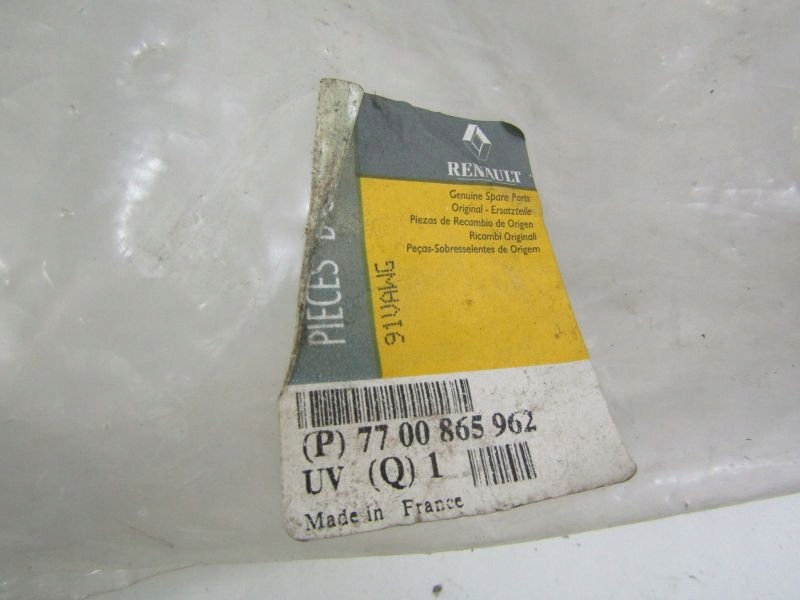 RENAULT
Genuine Spare Parts
Original - Ersatzteile
Piezas de Recambio de Origen
Ricambi Originali
Peças-Sobresselentes de Origem
PIECES D
91VAWG
(P) 77 00 865 962
UV (Q) 1
Made in France